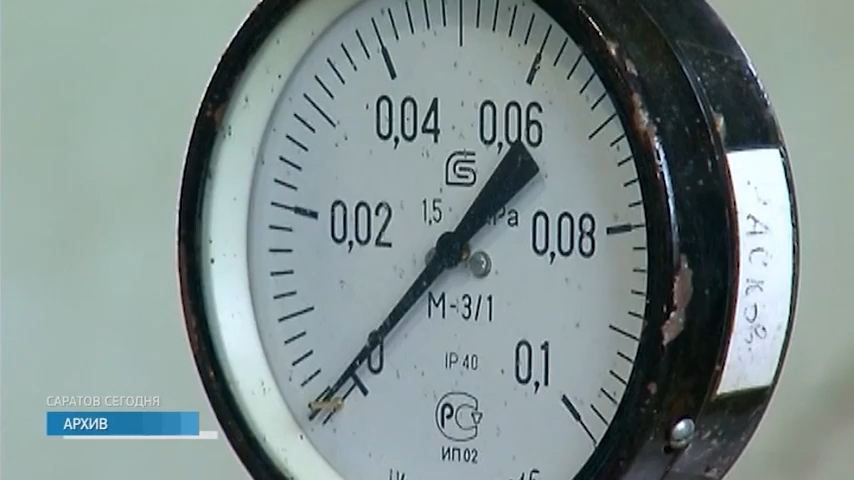 0,04
0,06
0,02
1,5
Pa
0,08
М-3/1
0
IP 40
0,1
ИП02
САРАТОВ СЕГОДНЯ
АРХИВ